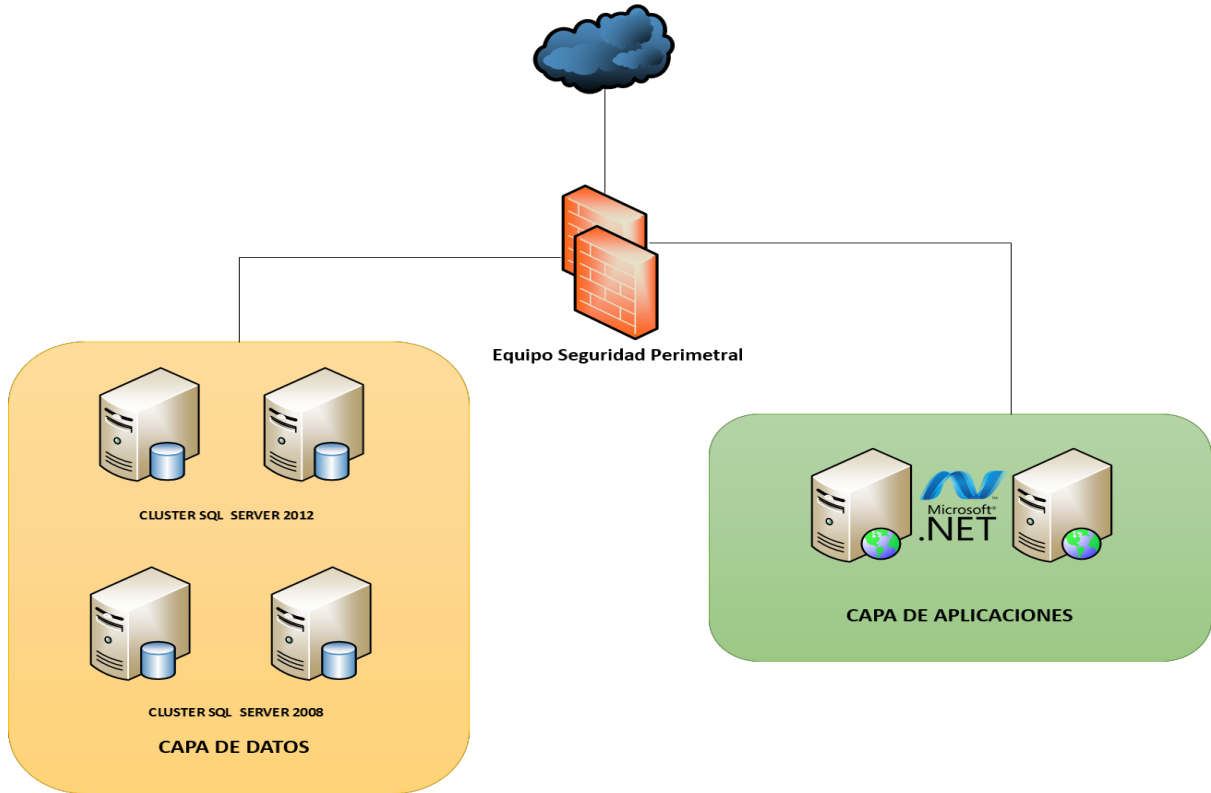 Equipo Seguridad Perimetral
CLUSTER SQL SERVER 2012
CLUSTER SQL SERVER 2008
CAPA DE DATOS
Microsoft®
.NET
™
CAPA DE APLICACIONES